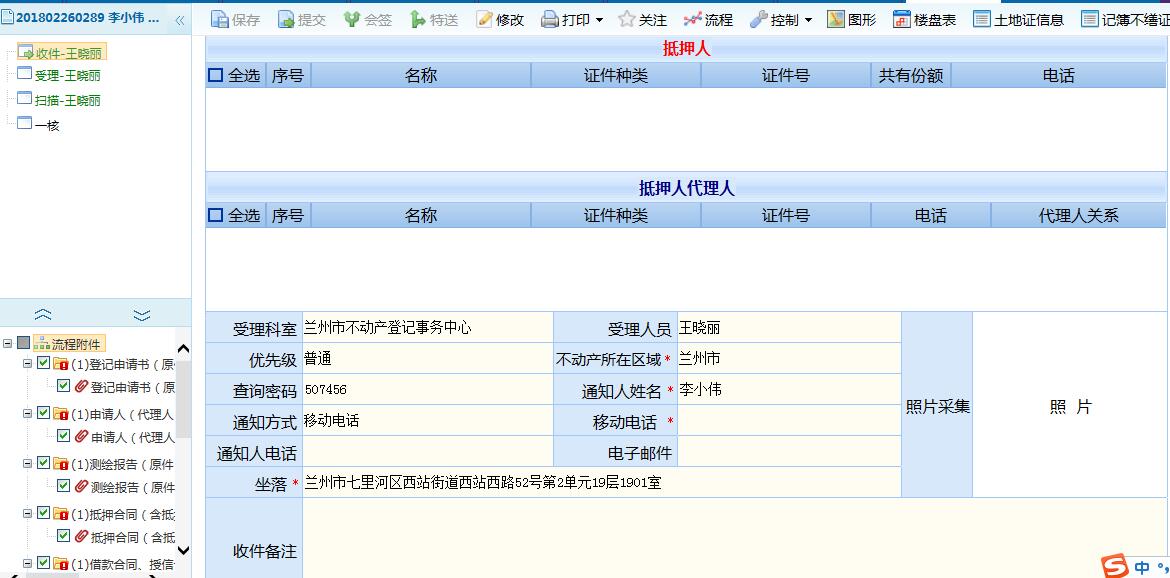 201802260289 李小伟 ... «
保存 提交 会签 特送 修改 打印 关注 流程 控制 图形 楼盘表 土地证信息 记簿不缮证
收件-王晓丽
受理-王晓丽
扫描-王晓丽
一核
流程附件
(1)登记申请书（原
登记申请书（原
(1)申请人（代理人
申请人（代理人
(1)测绘报告（原件
测绘报告（原件
(1)抵押合同（含抵
抵押合同（含抵
(1)借款合同、授信
抵押人
全选 序号 名称 证件种类 证件号 共有份额 电话
抵押人代理人
全选 序号 名称 证件种类 证件号 电话 代理人关系
受理科室 兰州市不动产登记事务中心 受理人员 王晓丽
优先级 普通 不动产所在区域* 兰州市
查询密码 507456 通知人姓名* 李小伟
通知方式 移动电话 移动电话*
照片采集 照 片
通知人电话 电子邮件
坐落* 兰州市七里河区西站街道西站西路52号第2单元19层1901室
收件备注
S 中 °,